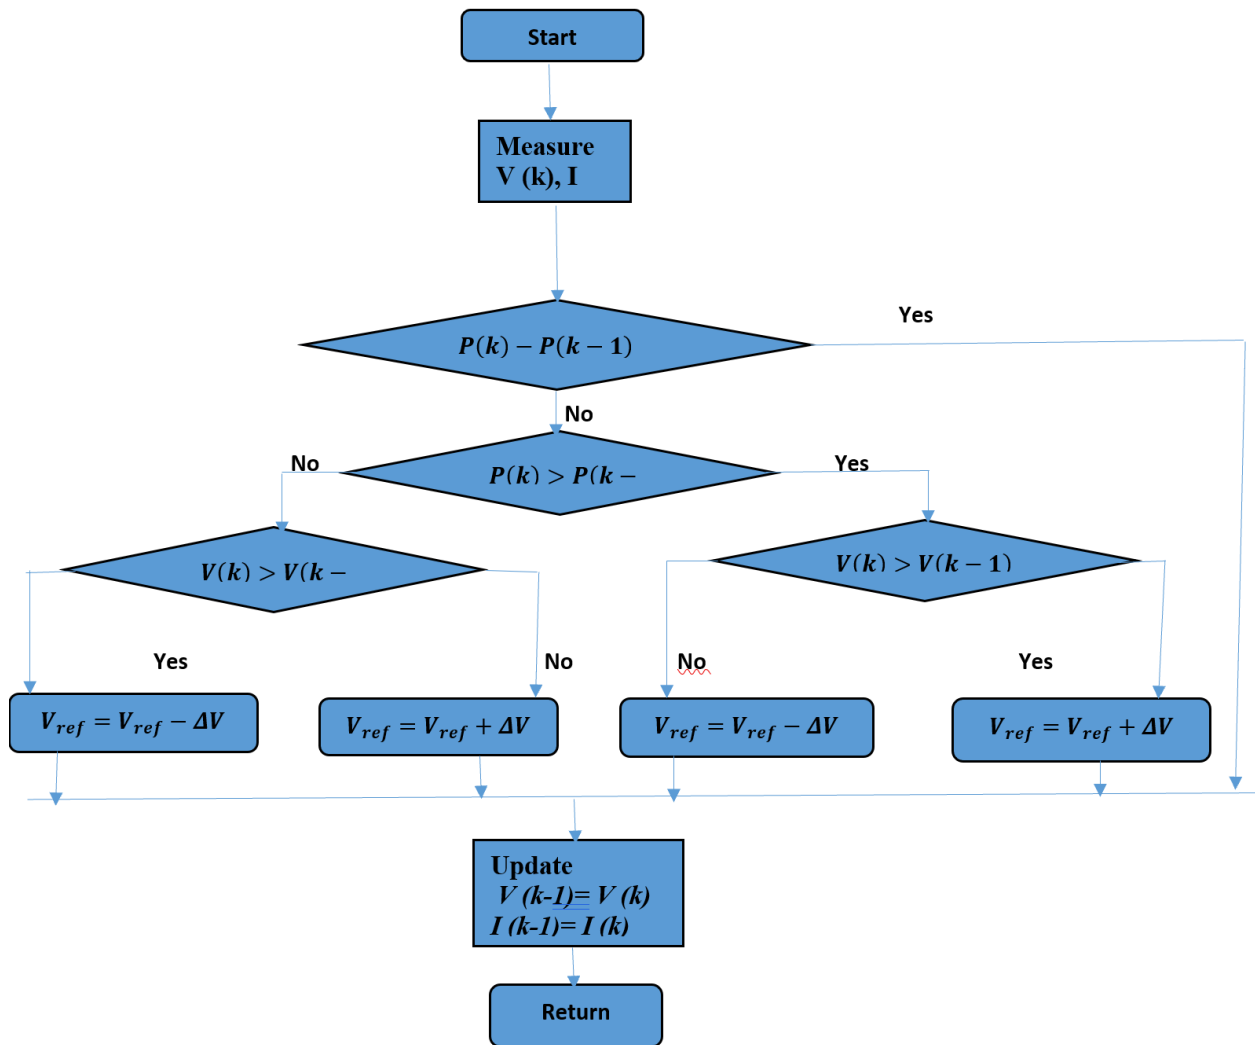 Start
Measure
V (k), I
P(k) − P(k − 1)
Yes
No
P(k) > P(k −
No
Yes
V(k) > V(k −
V(k) > V(k − 1)
Yes
No
No
Yes
V_ref = V_ref − ΔV
V_ref = V_ref + ΔV
V_ref = V_ref − ΔV
V_ref = V_ref + ΔV
Update
V (k-1)= V (k)
I (k-1)= I (k)
Return